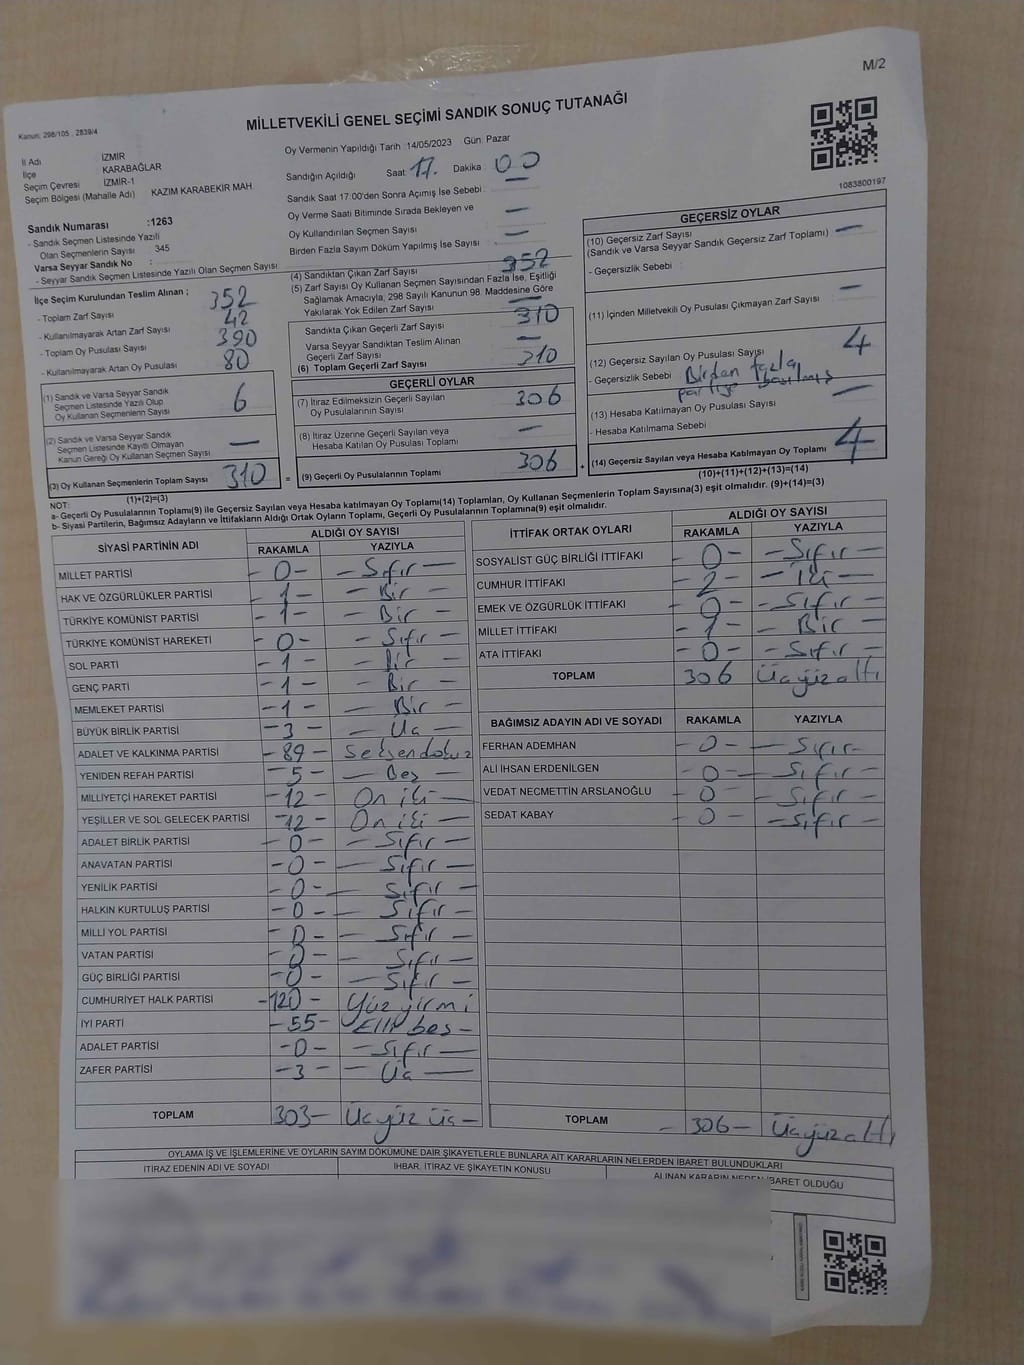 M/2
Kanun: 298/105 , 2839/4
MİLLETVEKİLİ GENEL SEÇİMİ SANDIK SONUÇ TUTANAĞI
1083800197
İl Adı İZMİR
İlçe KARABAĞLAR
Seçim Çevresi İZMİR-1
Seçim Bölgesi (Mahalle Adı) KAZIM KARABEKİR MAH.
Sandık Numarası :1263
- Sandık Seçmen Listesinde Yazılı
Olan Seçmenlerin Sayısı 345
Varsa Seyyar Sandık No :
- Seyyar Sandık Seçmen Listesinde Yazılı Olan Seçmen Sayısı :
İlçe Seçim Kurulundan Teslim Alınan ;
- Toplam Zarf Sayısı 352
- Kullanılmayarak Artan Zarf Sayısı 42
- Toplam Oy Pusulası Sayısı 390
- Kullanılmayarak Artan Oy Pusulası 80
(1) Sandık ve Varsa Seyyar Sandık
Seçmen Listesinde Yazılı Olup
Oy Kullanan Seçmenlerin Sayısı 6
(2) Sandık ve Varsa Seyyar Sandık
Seçmen Listesinde Kayıtlı Olmayan
Kanun Gereği Oy Kullanan Seçmen Sayısı —
(3) Oy Kullanan Seçmenlerin Toplam Sayısı 310 =
(1)+(2)=(3)
Oy Vermenin Yapıldığı Tarih :14/05/2023 Gün: Pazar
Sandığın Açıldığı Saat 17. Dakika 00
Sandık Saat 17:00'den Sonra Açımış İse Sebebi : —
Oy Verme Saati Bitiminde Sırada Bekleyen ve
Oy Kullandırılan Seçmen Sayısı —
Birden Fazla Sayım Döküm Yapılmış İse Sayısı : —
(4) Sandıktan Çıkan Zarf Sayısı 352
(5) Zarf Sayısı Oy Kullanan Seçmen Sayısından Fazla İse, Eşitliği
Sağlamak Amacıyla; 298 Sayılı Kanunun 98. Maddesine Göre
Yakılarak Yok Edilen Zarf Sayısı —
Sandıkta Çıkan Geçerli Zarf Sayısı 310
Varsa Seyyar Sandıktan Teslim Alınan
Geçerli Zarf Sayısı —
(6) Toplam Geçerli Zarf Sayısı 310
GEÇERLİ OYLAR
(7) İtiraz Edilmeksizin Geçerli Sayılan
Oy Pusulalarının Sayısı 306
(8) İtiraz Üzerine Geçerli Sayılan veya
Hesaba Katılan Oy Pusulası Toplamı —
(9) Geçerli Oy Pusulalarının Toplamı 306 +
GEÇERSİZ OYLAR
(10) Geçersiz Zarf Sayısı —
(Sandık ve Varsa Seyyar Sandık Geçersiz Zarf Toplamı)
- Geçersizlik Sebebi :
(11) İçinden Milletvekili Oy Pusulası Çıkmayan Zarf Sayısı —
(12) Geçersiz Sayılan Oy Pusulası Sayısı 4
- Geçersizlik Sebebi Birden fazla
partiye basılmış
(13) Hesaba Katılmayan Oy Pusulası Sayısı —
- Hesaba Katılmama Sebebi
(14) Geçersiz Sayılan veya Hesaba Katılmayan Oy Toplamı 4
(10)+(11)+(12)+(13)=(14)
NOT:
a- Geçerli Oy Pusulalarının Toplamı(9) ile Geçersiz Sayılan veya Hesaba katılmayan Oy Toplamı(14) Toplamları, Oy Kullanan Seçmenlerin Toplam Sayısına(3) eşit olmalıdır. (9)+(14)=(3)
b- Siyasi Partilerin, Bağımsız Adayların ve İttifakların Aldığı Ortak Oyların Toplamı, Geçerli Oy Pusulalarının Toplamına(9) eşit olmalıdır.
SİYASİ PARTİNİN ADI ALDIĞI OY SAYISI
RAKAMLA YAZIYLA
MİLLET PARTİSİ - 0 - - Sıfır -
HAK VE ÖZGÜRLÜKLER PARTİSİ - 1 - - Bir -
TÜRKİYE KOMÜNİST PARTİSİ - 1 - - Bir -
TÜRKİYE KOMÜNİST HAREKETİ - 0 - - Sıfır -
SOL PARTİ - 1 - - Bir -
GENÇ PARTİ - 1 - - Bir -
MEMLEKET PARTİSİ - 1 - - Bir -
BÜYÜK BİRLİK PARTİSİ - 3 - - Üç -
ADALET VE KALKINMA PARTİSİ - 89 - Seksendokuz
YENİDEN REFAH PARTİSİ - 5 - - Beş -
MİLLİYETÇİ HAREKET PARTİSİ - 12 - On iki -
YEŞİLLER VE SOL GELECEK PARTİSİ - 12 - On iki -
ADALET BİRLİK PARTİSİ - 0 - - Sıfır -
ANAVATAN PARTİSİ - 0 - - Sıfır -
YENİLİK PARTİSİ - 0 - - Sıfır -
HALKIN KURTULUŞ PARTİSİ - 0 - - Sıfır -
MİLLİ YOL PARTİSİ - 0 - - Sıfır -
VATAN PARTİSİ - 0 - - Sıfır -
GÜÇ BİRLİĞİ PARTİSİ - 0 - - Sıfır -
CUMHURİYET HALK PARTİSİ - 120 - Yüz yirmi
İYİ PARTİ - 55 - Elli beş -
ADALET PARTİSİ - 0 - - Sıfır -
ZAFER PARTİSİ - 3 - - Üç -
TOPLAM 303 - Üçyüz üç -
İTTİFAK ORTAK OYLARI ALDIĞI OY SAYISI
RAKAMLA YAZIYLA
SOSYALİST GÜÇ BİRLİĞİ İTTİFAKI - 0 - - Sıfır -
CUMHUR İTTİFAKI - 2 - - İki -
EMEK VE ÖZGÜRLÜK İTTİFAKI - 0 - - Sıfır -
MİLLET İTTİFAKI - 1 - - Bir -
ATA İTTİFAKI - 0 - - Sıfır -
TOPLAM 306 Üçyüz altı
BAĞIMSIZ ADAYIN ADI VE SOYADI RAKAMLA YAZIYLA
FERHAN ADEMHAN - 0 - - Sıfır -
ALİ İHSAN ERDENİLGEN - 0 - - Sıfır -
VEDAT NECMETTİN ARSLANOĞLU - 0 - - Sıfır -
SEDAT KABAY - 0 - - Sıfır -
TOPLAM - 306 - Üçyüz altı
OYLAMA İŞ VE İŞLEMLERİNE VE OYLARIN SAYIM DÖKÜMÜNE DAİR ŞİKAYETLERLE BUNLARA AİT KARARLARIN NELERDEN İBARET BULUNDUKLARI
İTİRAZ EDENİN ADI VE SOYADI İHBAR, İTİRAZ VE ŞİKAYETİN KONUSU ALINAN KARARIN NEDEN İBARET OLDUĞU